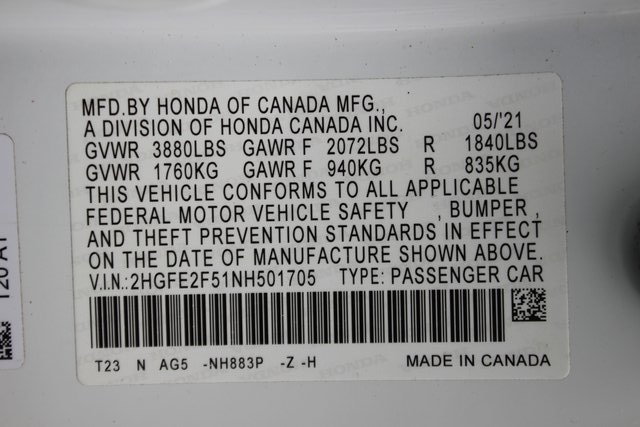 MFD.BY HONDA OF CANADA MFG.,
A DIVISION OF HONDA CANADA INC. 05/'21
GVWR 3880LBS GAWR F 2072LBS R 1840LBS
GVWR 1760KG GAWR F 940KG R 835KG
THIS VEHICLE CONFORMS TO ALL APPLICABLE
FEDERAL MOTOR VEHICLE SAFETY , BUMPER ,
AND THEFT PREVENTION STANDARDS IN EFFECT
ON THE DATE OF MANUFACTURE SHOWN ABOVE.
V.I.N.: 2HGFE2F51NH501705 TYPE: PASSENGER CAR
T23 N AG5 -NH883P -Z -H MADE IN CANADA